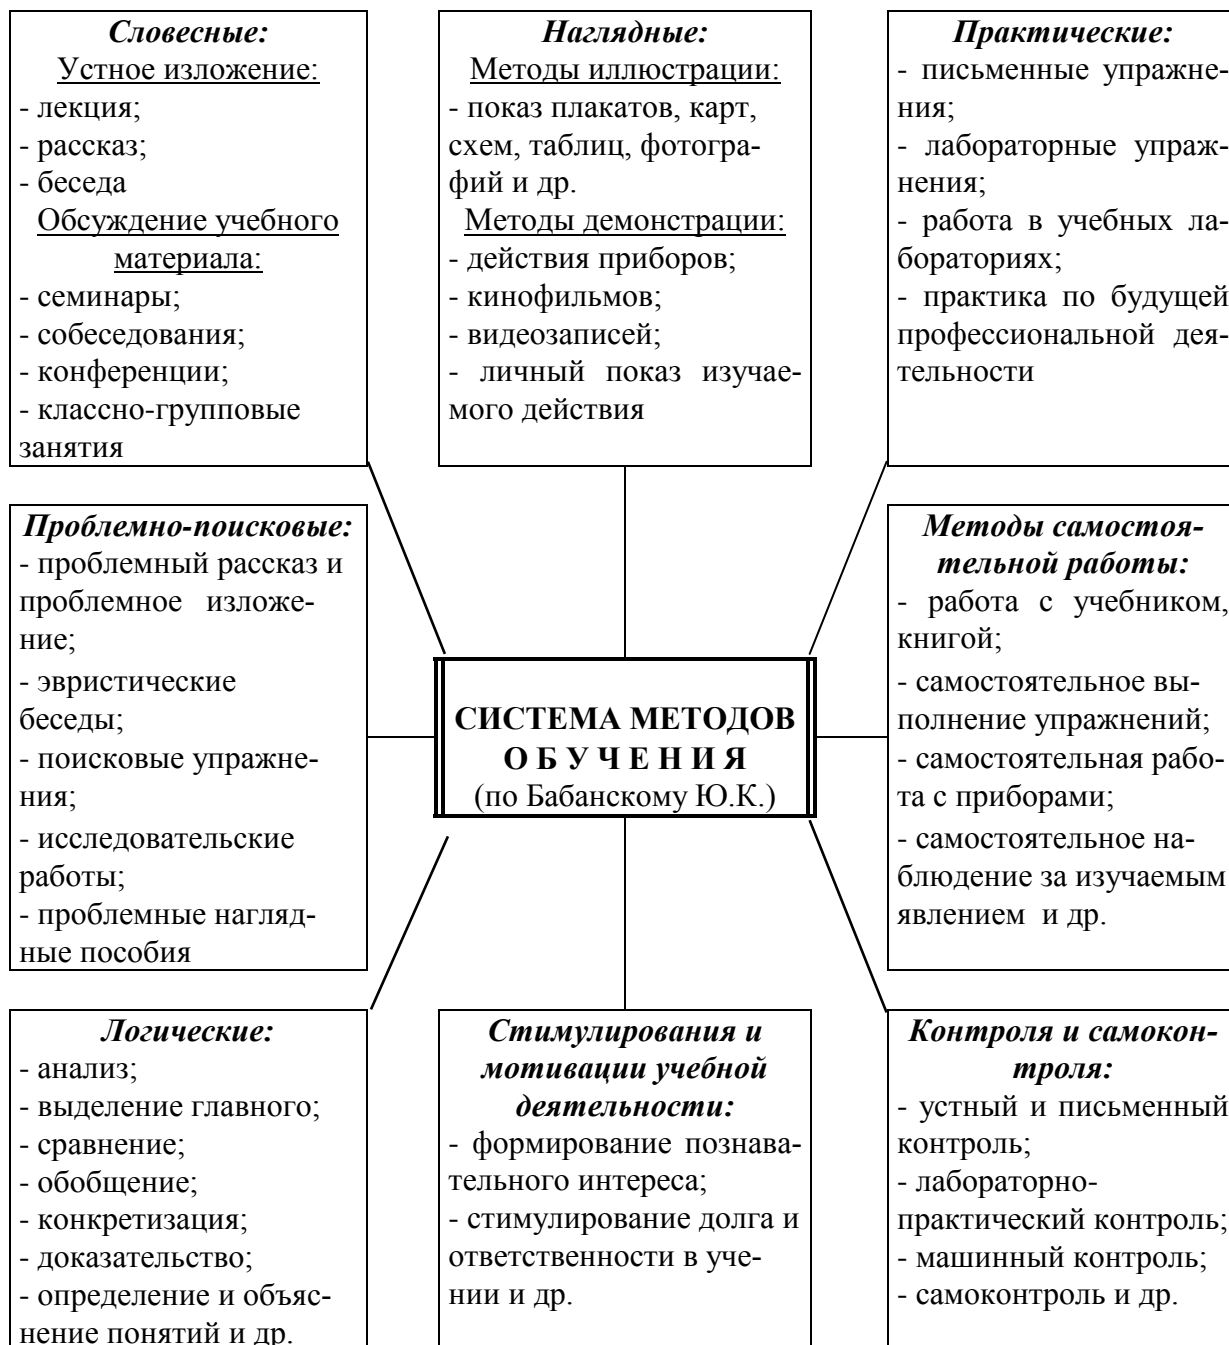 Словесные:
Устное изложение:
- лекция;
- рассказ;
- беседа
Обсуждение учебного
материала:
- семинары;
- собеседования;
- конференции;
- классно-групповые
занятия
Наглядные:
Методы иллюстрации:
- показ плакатов, карт,
схем, таблиц, фотогра-
фий и др.
Методы демонстрации:
- действия приборов;
- кинофильмов;
- видеозаписей;
- личный показ изучае-
мого действия
Практические:
- письменные упражне-
ния;
- лабораторные упраж-
нения;
- работа в учебных ла-
бораториях;
- практика по будущей
профессиональной дея-
тельности
Проблемно-поисковые:
- проблемный рассказ и
проблемное изложе-
ние;
- эвристические
беседы;
- поисковые упражне-
ния;
- исследовательские
работы;
- проблемные нагляд-
ные пособия
СИСТЕМА МЕТОДОВ
О Б У Ч Е Н И Я
(по Бабанскому Ю.К.)
Методы самостоя-
тельной работы:
- работа с учебником,
книгой;
- самостоятельное вы-
полнение упражнений;
- самостоятельная рабо-
та с приборами;
- самостоятельное на-
блюдение за изучаемым
явлением и др.
Логические:
- анализ;
- выделение главного;
- сравнение;
- обобщение;
- конкретизация;
- доказательство;
- определение и объяс-
нение понятий и др.
Стимулирования и
мотивации учебной
деятельности:
- формирование познава-
тельного интереса;
- стимулирование долга и
ответственности в уче-
нии и др.
Контроля и самокон-
троля:
- устный и письменный
контроль;
- лабораторно-
практический контроль;
- машинный контроль;
- самоконтроль и др.